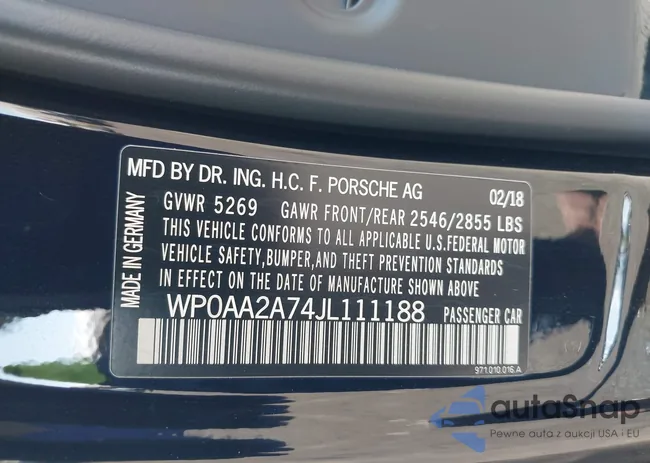 MFD BY DR. ING. H.C. F. PORSCHE AG 02/18
GVWR 5269 GAWR FRONT/REAR 2546/2855 LBS
THIS VEHICLE CONFORMS TO ALL APPLICABLE U.S.FEDERAL MOTOR
VEHICLE SAFETY,BUMPER,AND THEFT PREVENTION STANDARDS
IN EFFECT ON THE DATE OF MANUFACTURE SHOWN ABOVE
WP0AA2A74JL111188 PASSENGER CAR
971.010.016.A
MADE IN GERMANY
autaSnap
Pewne auta z aukcji USA i EU